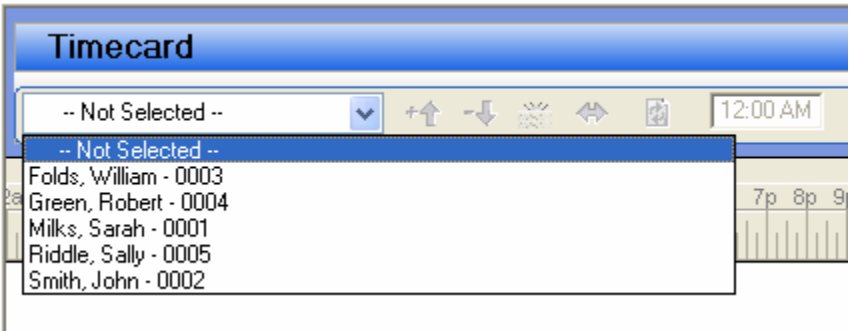 Timecard
-- Not Selected --
12:00 AM
-- Not Selected --
Folds, William - 0003
Green, Robert - 0004
7p 8p
Milks, Sarah - 0001
Riddle, Sally - 0005
Smith, John - 0002